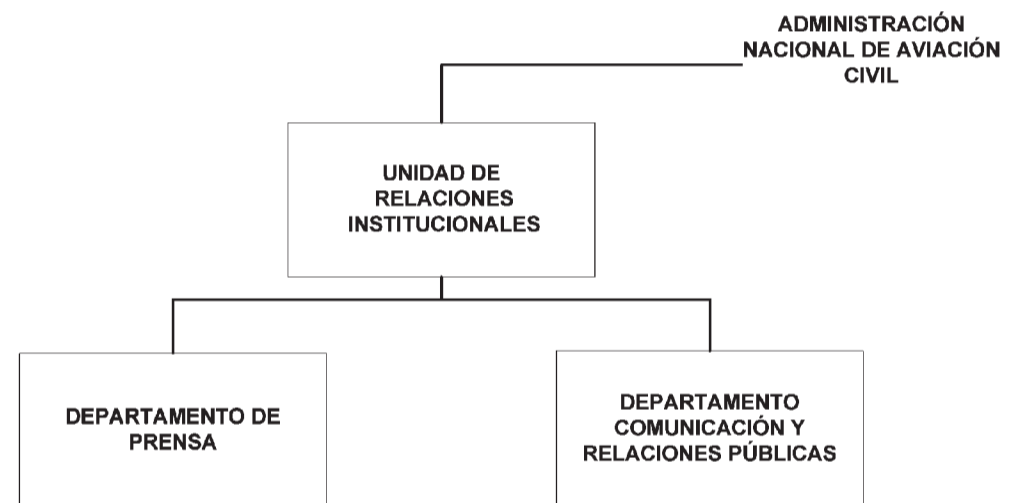 ADMINISTRACIÓN
NACIONAL DE AVIACIÓN
CIVIL
UNIDAD DE
RELACIONES
INSTITUCIONALES
DEPARTAMENTO DE
PRENSA
DEPARTAMENTO
COMUNICACIÓN Y
RELACIONES PÚBLICAS